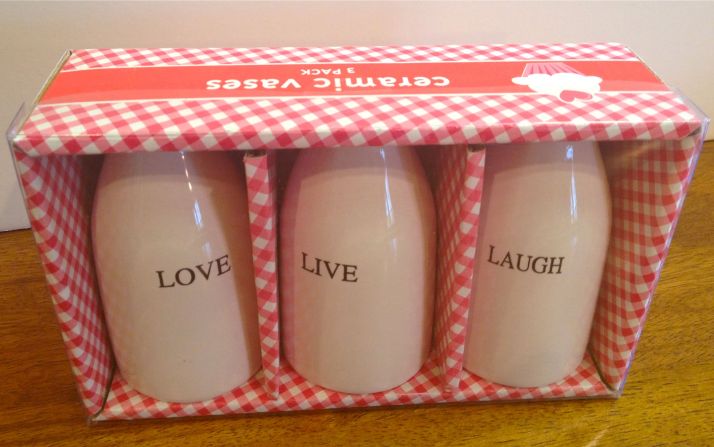 ceramic vases
3 PACK
LOVE
LIVE
LAUGH